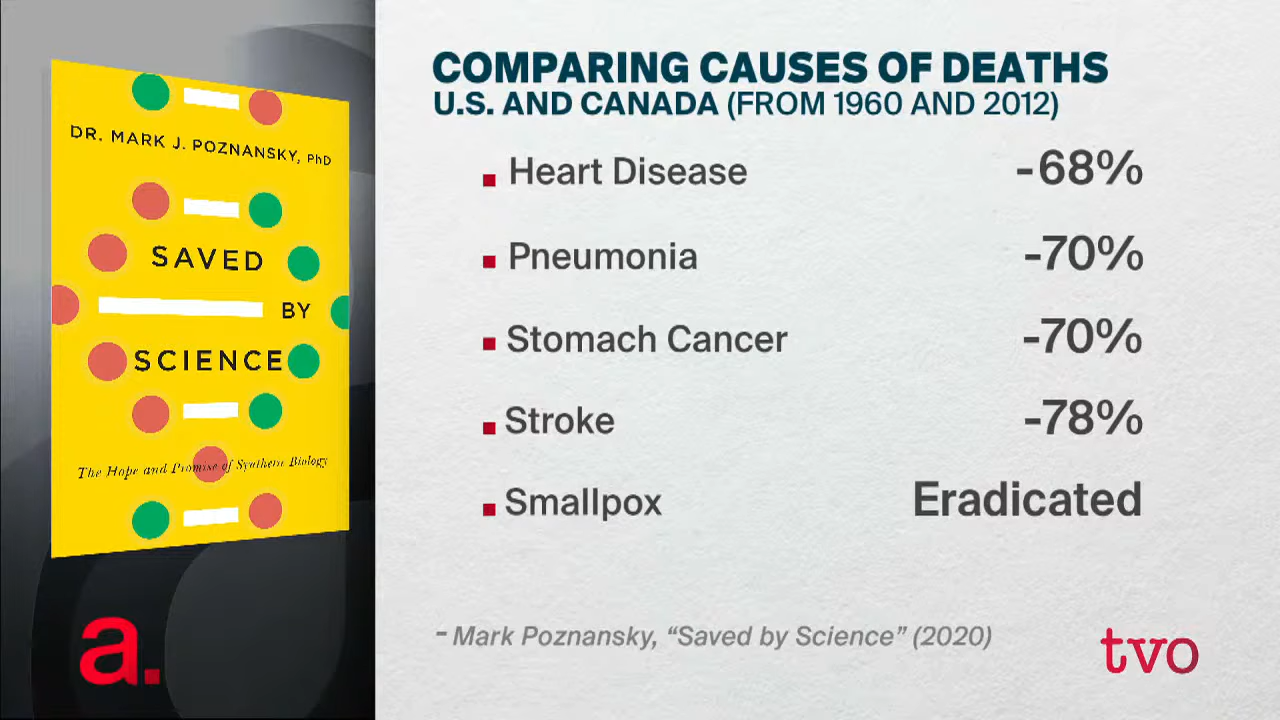 DR. MARK J. POZNANSKY, PhD
SAVED
BY
SCIENCE
The Hope and Promise of Synthetic Biology
a.
COMPARING CAUSES OF DEATHS
U.S. AND CANADA (FROM 1960 AND 2012)
Heart Disease -68%
Pneumonia -70%
Stomach Cancer -70%
Stroke -78%
Smallpox Eradicated
- Mark Poznansky, “Saved by Science” (2020)
tvo